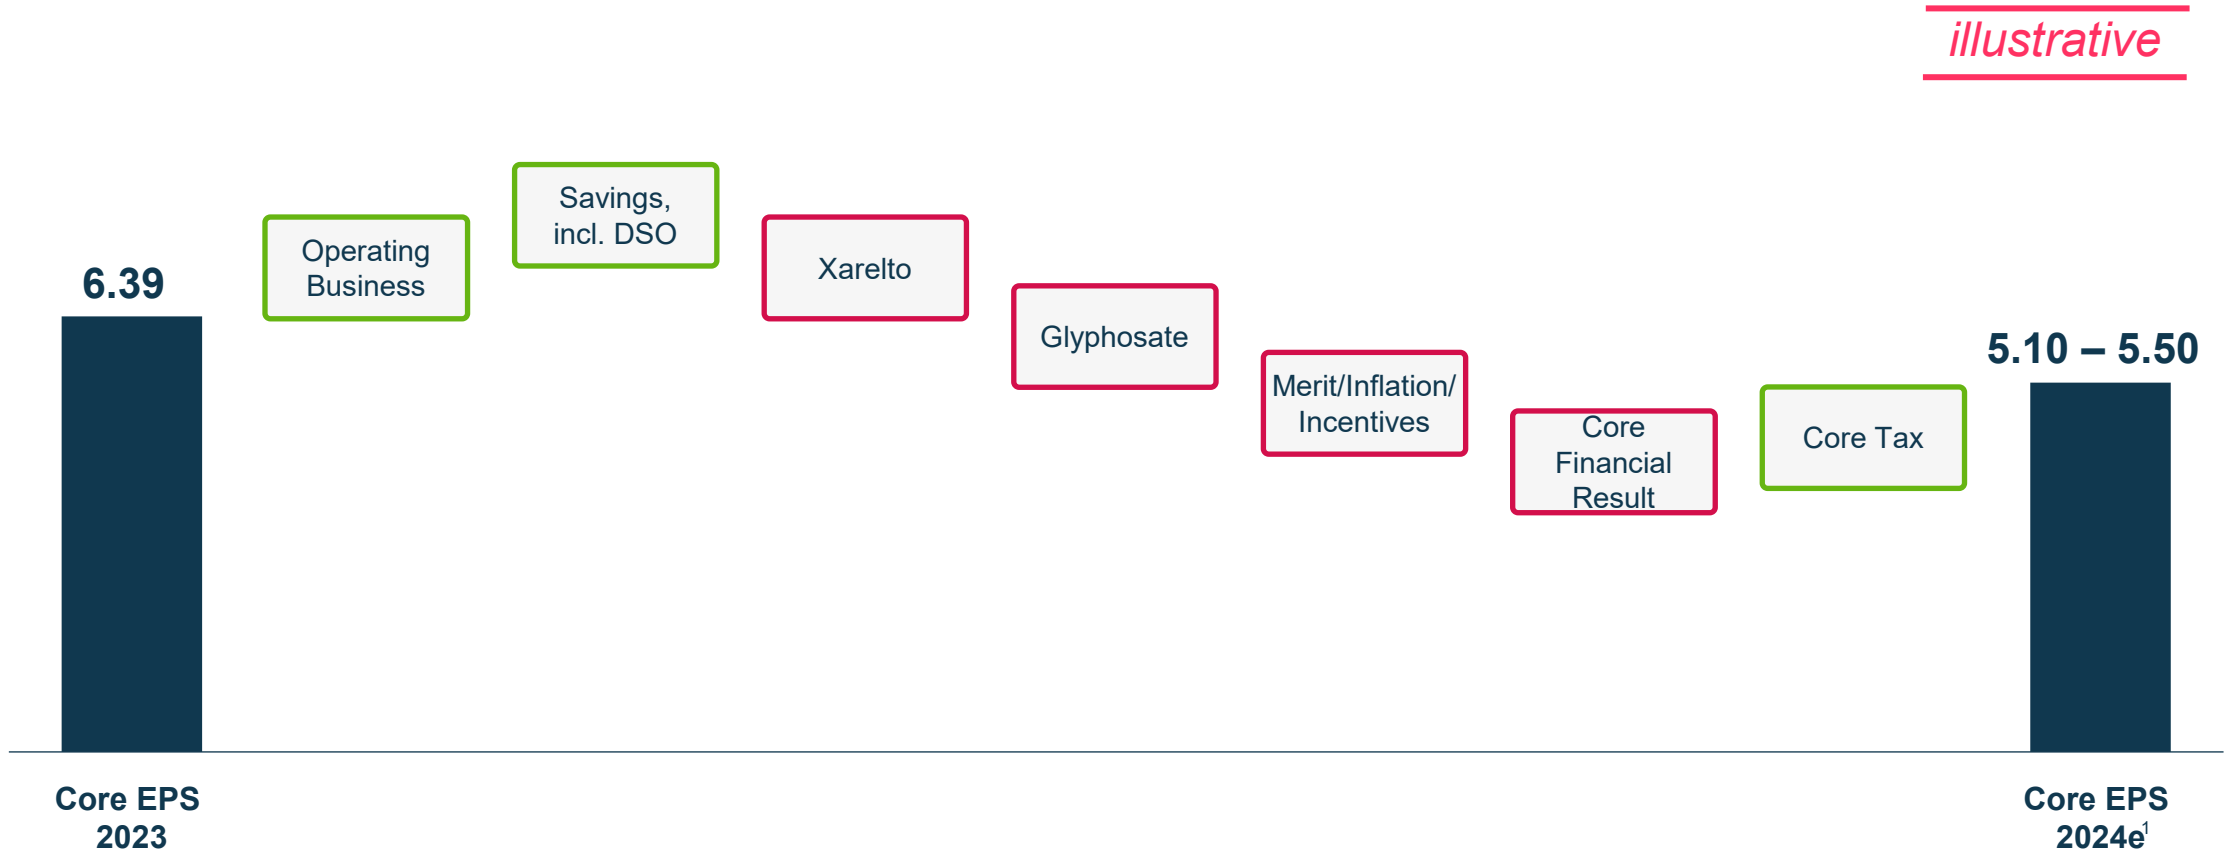 illustrative
6.39
Operating
Business
Savings,
incl. DSO
Xarelto
Glyphosate
Merit/Inflation/
Incentives
Core
Financial
Result
Core Tax
5.10 – 5.50
Core EPS
2023
Core EPS
2024e¹